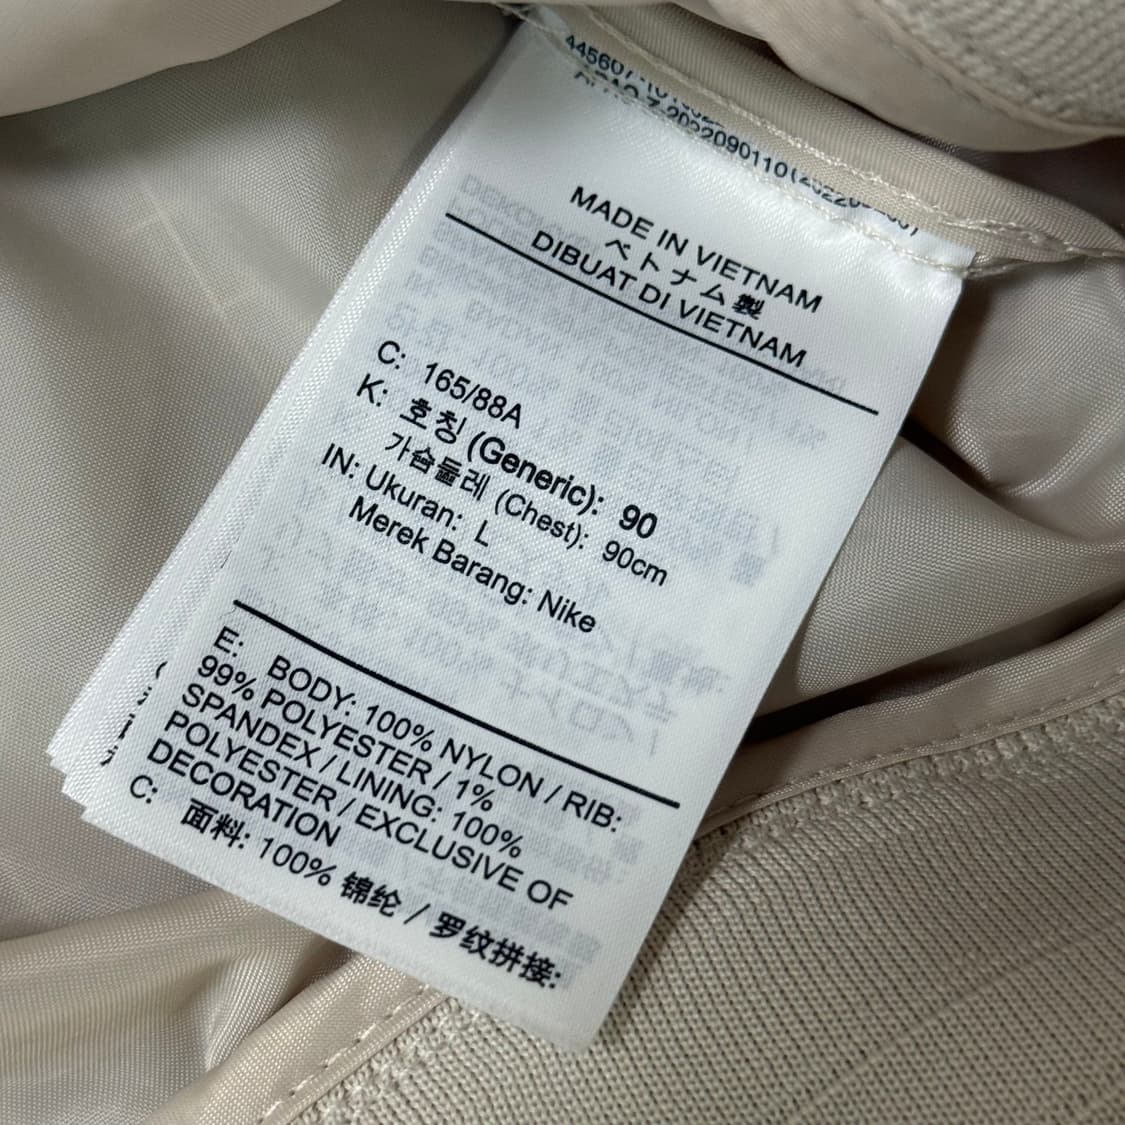 MADE IN VIETNAM
ベトナム製
DIBUAT DI VIETNAM
C: 165/88A
K: 호칭 (Generic): 90
가슴둘레 (Chest): 90cm
IN: Ukuran: L
Merek Barang: Nike
E: BODY: 100% NYLON / RIB:
99% POLYESTER / 1%
SPANDEX / LINING: 100%
POLYESTER / EXCLUSIVE OF
DECORATION
C: 面料: 100% 锦纶 / 罗纹拼接: